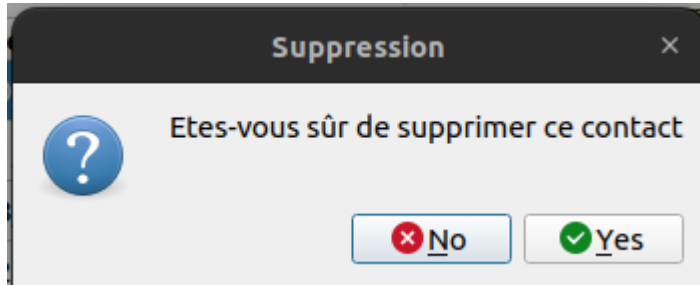 Suppression
Etes-vous sûr de supprimer ce contact
No
Yes